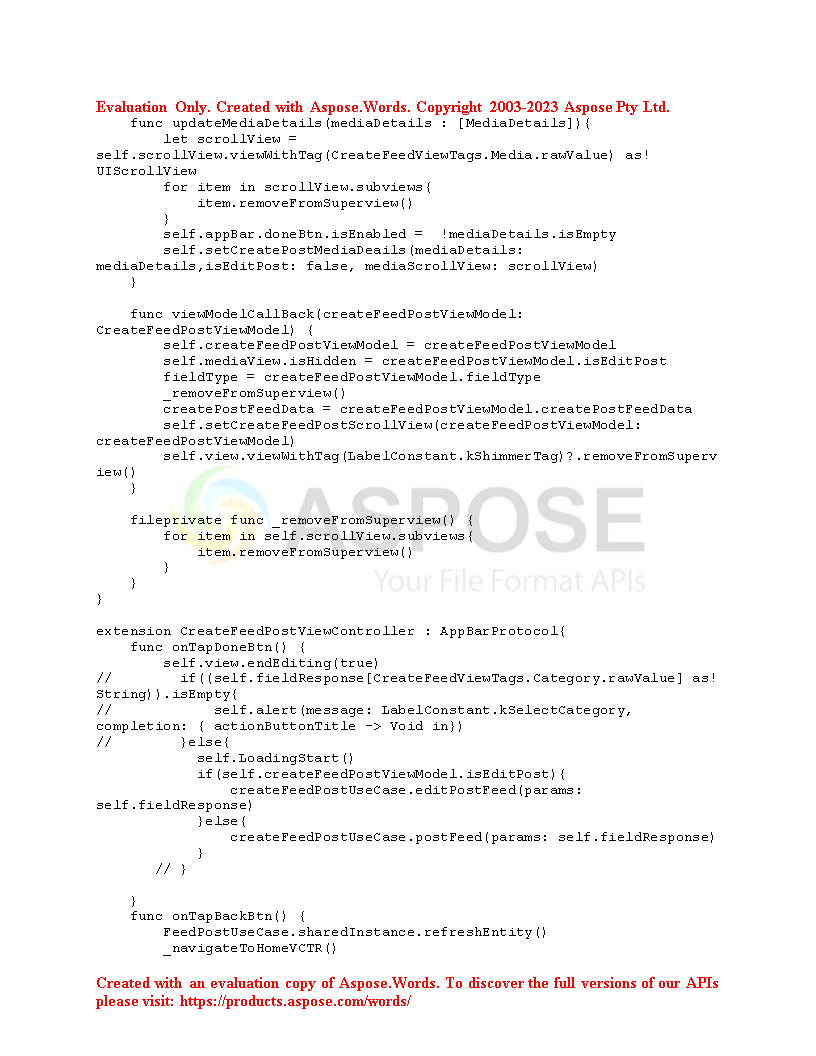 Evaluation Only. Created with Aspose.Words. Copyright 2003-2023 Aspose Pty Ltd.
    func updateMediaDetails(mediaDetails : [MediaDetails]){
        let scrollView =
self.scrollView.viewWithTag(CreateFeedViewTags.Media.rawValue) as!
UIScrollView
        for item in scrollView.subviews{
            item.removeFromSuperview()
        }
        self.appBar.doneBtn.isEnabled =  !mediaDetails.isEmpty
        self.setCreatePostMediaDeails(mediaDetails:
mediaDetails,isEditPost: false, mediaScrollView: scrollView)
    }

    func viewModelCallBack(createFeedPostViewModel:
CreateFeedPostViewModel) {
        self.createFeedPostViewModel = createFeedPostViewModel
        self.mediaView.isHidden = createFeedPostViewModel.isEditPost
        fieldType = createFeedPostViewModel.fieldType
        _removeFromSuperview()
        createPostFeedData = createFeedPostViewModel.createPostFeedData
        self.setCreateFeedPostScrollView(createFeedPostViewModel:
createFeedPostViewModel)
        self.view.viewWithTag(LabelConstant.kShimmerTag)?.removeFromSuperv
iew()
    }

    fileprivate func _removeFromSuperview() {
        for item in self.scrollView.subviews{
            item.removeFromSuperview()
        }
    }
}
ASPOSE
Your File Format APIs

extension CreateFeedPostViewController : AppBarProtocol{
    func onTapDoneBtn() {
        self.view.endEditing(true)
//        if((self.fieldResponse[CreateFeedViewTags.Category.rawValue] as!
String)).isEmpty{
//            self.alert(message: LabelConstant.kSelectCategory,
completion: { actionButtonTitle -> Void in})
//        }else{
            self.LoadingStart()
            if(self.createFeedPostViewModel.isEditPost){
                createFeedPostUseCase.editPostFeed(params:
self.fieldResponse)
            }else{
                createFeedPostUseCase.postFeed(params: self.fieldResponse)
            }
       // }

    }
    func onTapBackBtn() {
        FeedPostUseCase.sharedInstance.refreshEntity()
        _navigateToHomeVCTR()
Created with an evaluation copy of Aspose.Words. To discover the full versions of our APIs
please visit: https://products.aspose.com/words/